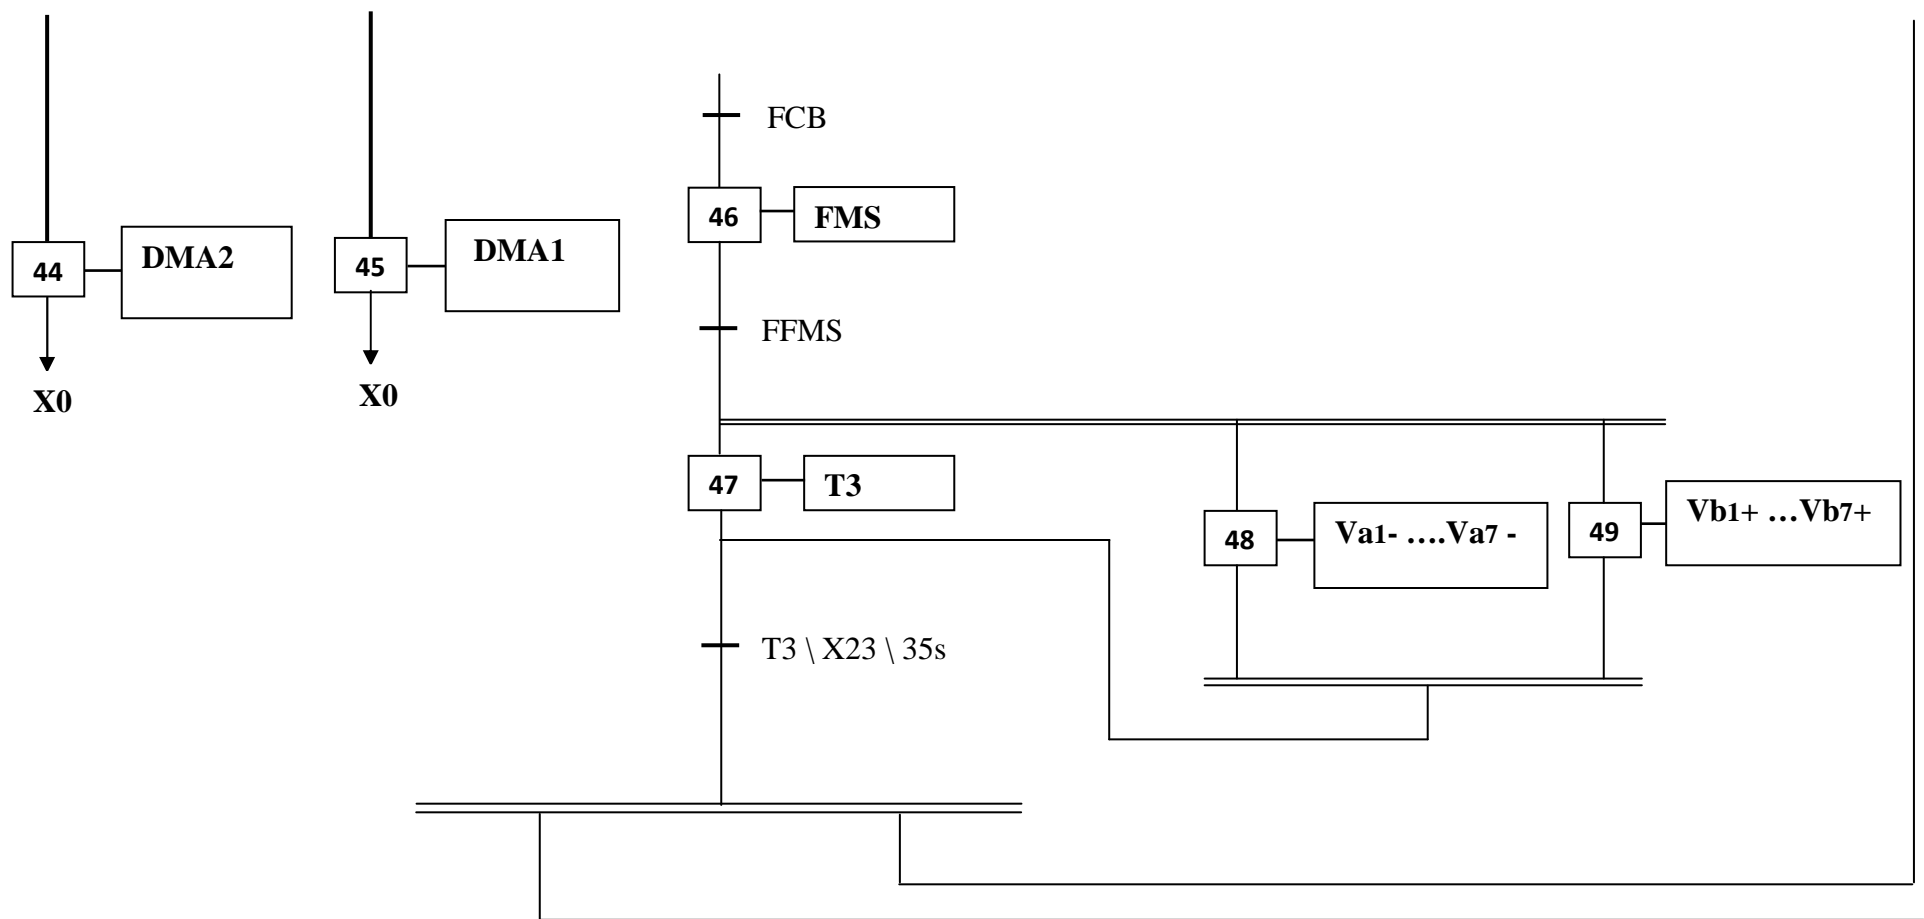 FCB
46
FMS
44
DMA2
45
DMA1
FFMS
X0
X0
47
T3
48
Va1- ….Va7 -
49
Vb1+ …Vb7+
T3 \ X23 \ 35s